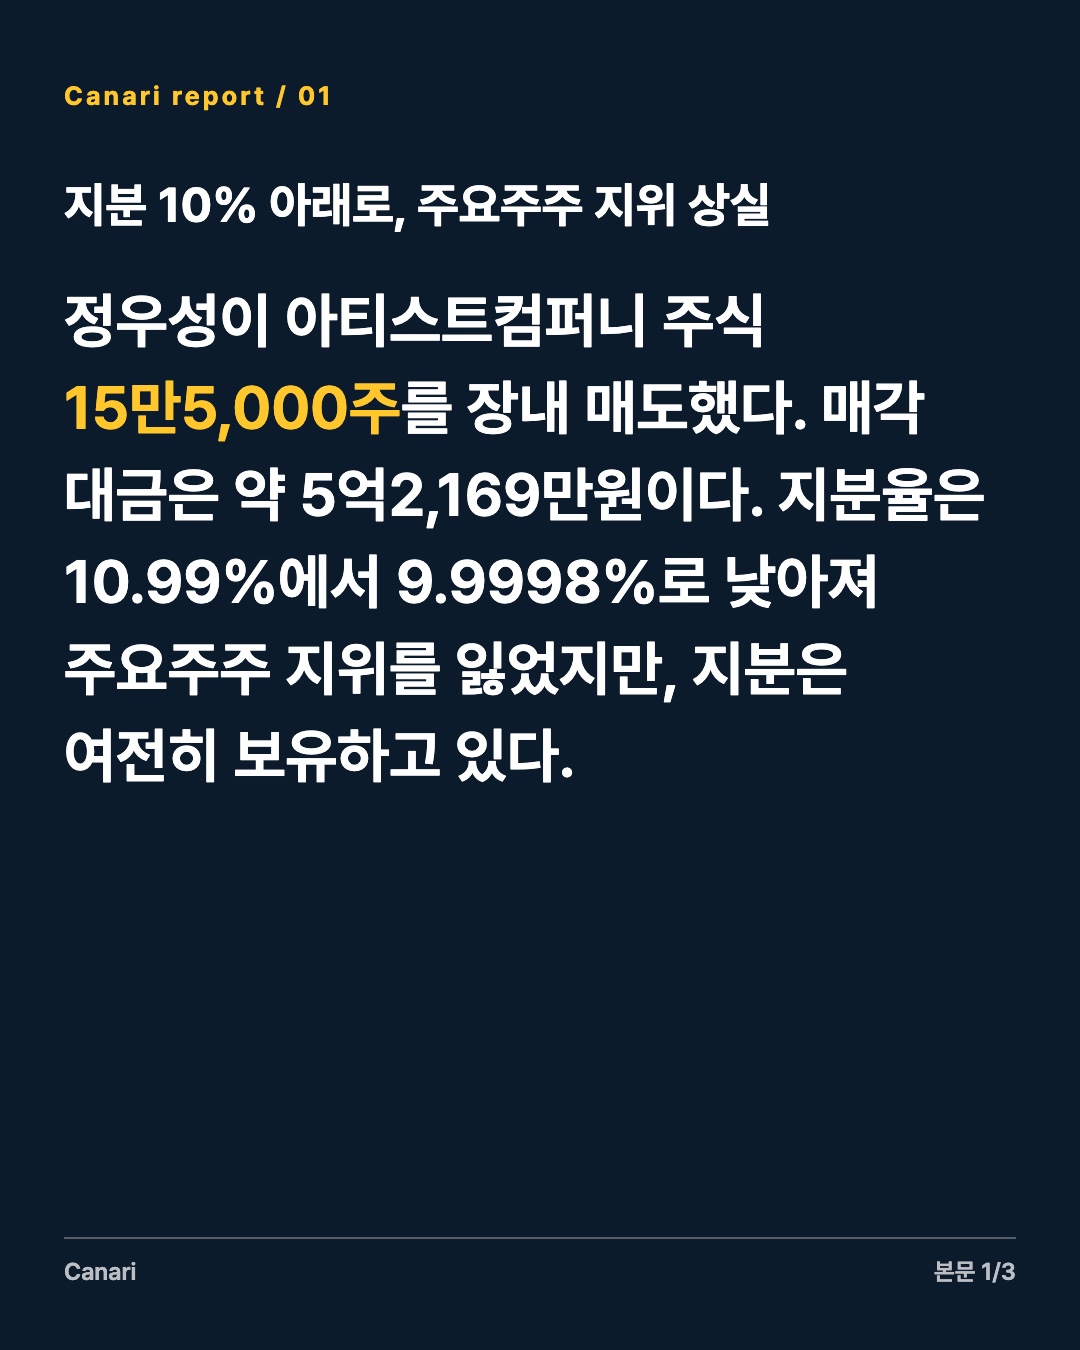 Canari report / 01
지분 10% 아래로, 주요주주 지위 상실
정우성이 아티스트컴퍼니 주식
15만5,000주를 장내 매도했다. 매각
대금은 약 5억2,169만원이다. 지분율은
10.99%에서 9.9998%로 낮아져
주요주주 지위를 잃었지만, 지분은
여전히 보유하고 있다.
Canari
본문 1/3